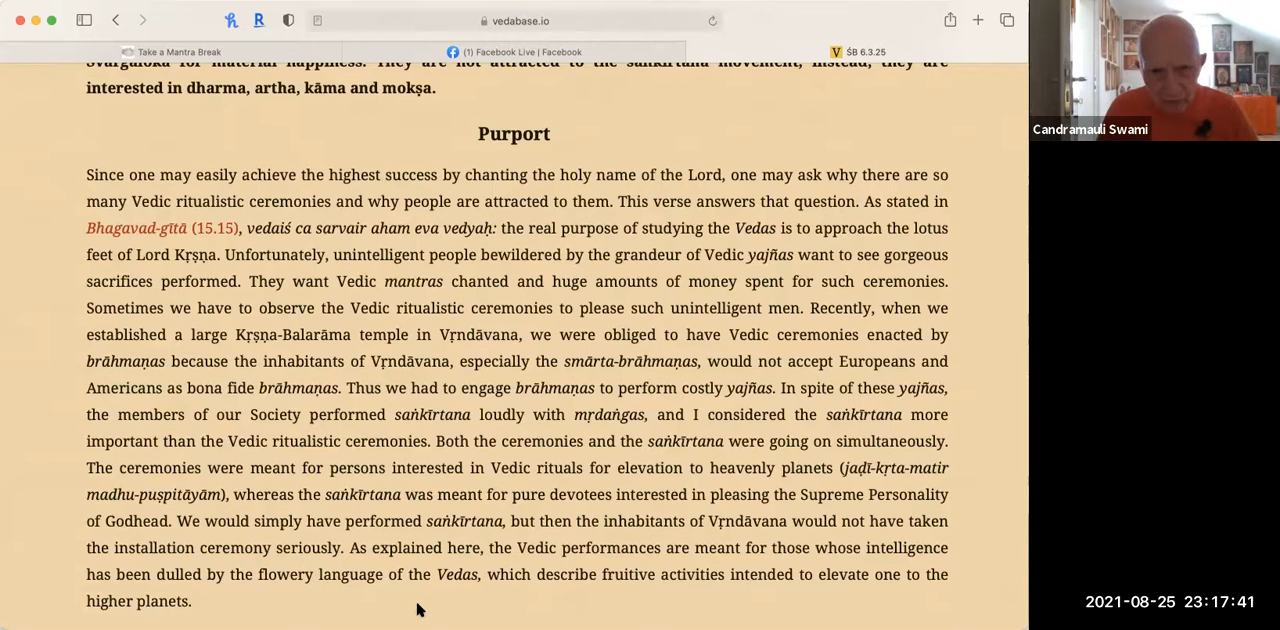 vedabase.io
Take a Mantra Break
(1) Facebook Live | Facebook
V ŚB 6.3.25
Svargaloka for material happiness. They are not attracted to the saṅkīrtana movement; instead, they are
interested in dharma, artha, kāma and mokṣa.
Purport
Since one may easily achieve the highest success by chanting the holy name of the Lord, one may ask why there are so
many Vedic ritualistic ceremonies and why people are attracted to them. This verse answers that question. As stated in
Bhagavad-gītā (15.15), vedaiś ca sarvair aham eva vedyaḥ: the real purpose of studying the Vedas is to approach the lotus
feet of Lord Kṛṣṇa. Unfortunately, unintelligent people bewildered by the grandeur of Vedic yajñas want to see gorgeous
sacrifices performed. They want Vedic mantras chanted and huge amounts of money spent for such ceremonies.
Sometimes we have to observe the Vedic ritualistic ceremonies to please such unintelligent men. Recently, when we
established a large Kṛṣṇa-Balarāma temple in Vṛndāvana, we were obliged to have Vedic ceremonies enacted by
brāhmaṇas because the inhabitants of Vṛndāvana, especially the smārta-brāhmaṇas, would not accept Europeans and
Americans as bona fide brāhmaṇas. Thus we had to engage brāhmaṇas to perform costly yajñas. In spite of these yajñas,
the members of our Society performed saṅkīrtana loudly with mṛdaṅgas, and I considered the saṅkīrtana more
important than the Vedic ritualistic ceremonies. Both the ceremonies and the saṅkīrtana were going on simultaneously.
The ceremonies were meant for persons interested in Vedic rituals for elevation to heavenly planets (jaḍī-kṛta-matir
madhu-puṣpitāyām), whereas the saṅkīrtana was meant for pure devotees interested in pleasing the Supreme Personality
of Godhead. We would simply have performed saṅkīrtana, but then the inhabitants of Vṛndāvana would not have taken
the installation ceremony seriously. As explained here, the Vedic performances are meant for those whose intelligence
has been dulled by the flowery language of the Vedas, which describe fruitive activities intended to elevate one to the
higher planets.
Candramauli Swami
2021-08-25 23:17:41